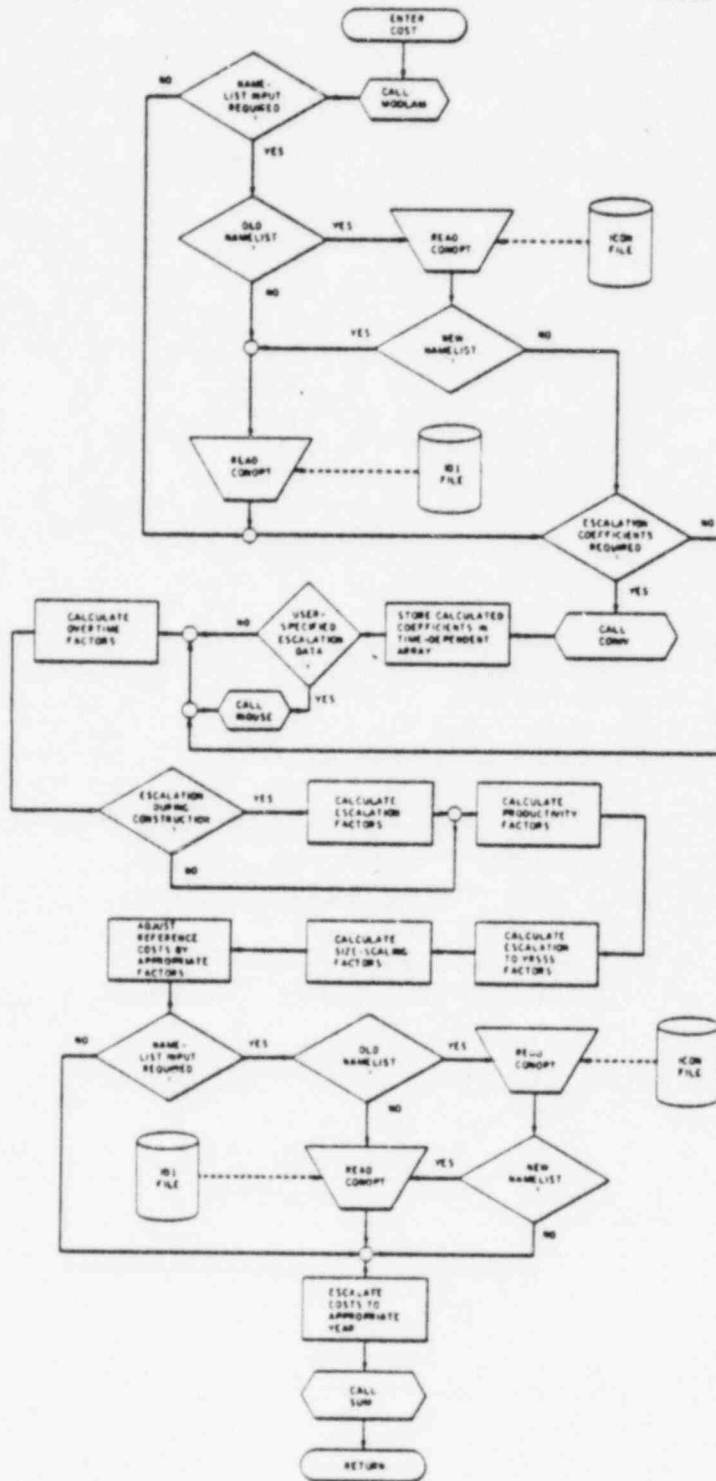 ENTER
COST
CALL
MODLAM
NAME-
LIST INPUT
REQUIRED
?
NO
YES
OLD
NAMELIST
?
YES
NO
READ
CONOPT
ICON
FILE
NEW
NAMELIST
?
YES
NO
READ
CONOPT
ID1
FILE
ESCALATION
COEFFICIENTS
REQUIRED
?
NO
YES
CALL
STORE CALCULATED
COEFFICIENTS IN
TIME-DEPENDENT
ARRAY
USER-
SPECIFIED
ESCALATION
DATA
?
NO
YES
CALL
CALCULATE
OVERTIME
FACTORS
ESCALATION
DURING
CONSTRUCTION
?
YES
NO
CALCULATE
ESCALATION
FACTORS
CALCULATE
PRODUCTIVITY
FACTORS
CALCULATE
ESCALATION
TO YRSSS
FACTORS
CALCULATE
SIZE-SCALING
FACTORS
ADJUST
REFERENCE
COSTS BY
APPROPRIATE
FACTORS
NAME-
LIST INPUT
REQUIRED
?
NO
YES
OLD
NAMELIST
?
YES
NO
READ
CONOPT
ICON
FILE
ID1
FILE
READ
CONOPT
YES
NEW
NAMELIST
?
NO
ESCALATE
COSTS TO
APPROPRIATE
YEAR
CALL
SUM
RETURN